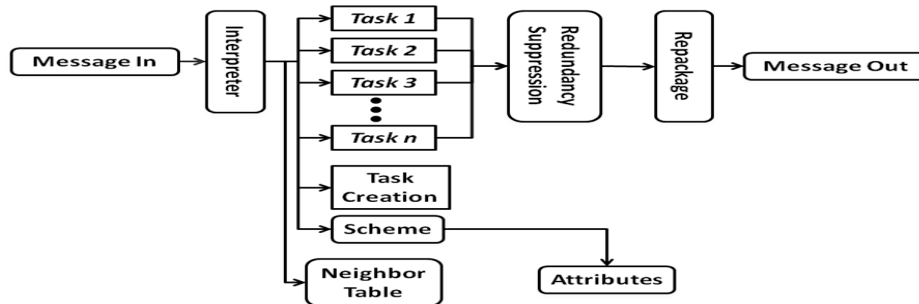 Message In
Interpreter
Task 1
Task 2
Task 3
Task n
Task
Creation
Scheme
Neighbor
Table
Redundancy
Suppression
Repackage
Message Out
Attributes